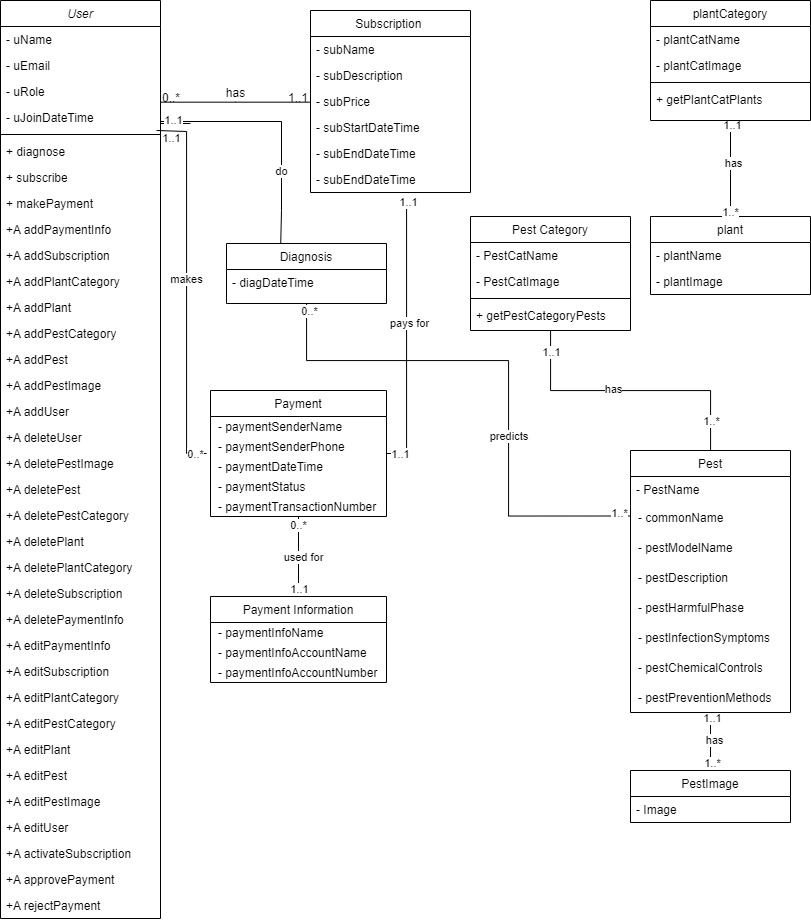 User
- uName
- uEmail
- uRole
- uJoinDateTime
+ diagnose
+ subscribe
+ makePayment
+A addPaymentInfo
+A addSubscription
+A addPlantCategory
+A addPlant
+A addPestCategory
+A addPest
+A addPestImage
+A addUser
+A deleteUser
+A deletePestImage
+A deletePest
+A deletePestCategory
+A deletePlant
+A deletePlantCategory
+A deleteSubscription
+A deletePaymentInfo
+A editPaymentInfo
+A editSubscription
+A editPlantCategory
+A editPestCategory
+A editPlant
+A editPest
+A editPestImage
+A editUser
+A activateSubscription
+A approvePayment
+A rejectPayment
0..*
has
1..1
1..1
do
1..1
makes
0..*
Subscription
- subName
- subDescription
- subPrice
- subStartDateTime
- subEndDateTime
- subEndDateTime
1..1
pays for
1..1
Diagnosis
- diagDateTime
0..*
predicts
1..*
Payment
- paymentSenderName
- paymentSenderPhone
- paymentDateTime
- paymentStatus
- paymentTransactionNumber
0..*
used for
1..1
Payment Information
- paymentInfoName
- paymentInfoAccountName
- paymentInfoAccountNumber
plantCategory
- plantCatName
- plantCatImage
+ getPlantCatPlants
1..1
has
1..*
plant
- plantName
- plantImage
Pest Category
- PestCatName
- PestCatImage
+ getPestCategoryPests
1..1
has
1..*
Pest
- PestName
- commonName
- pestModelName
- pestDescription
- pestHarmfulPhase
- pestInfectionSymptoms
- pestChemicalControls
- pestPreventionMethods
1..1
has
1..*
PestImage
- Image